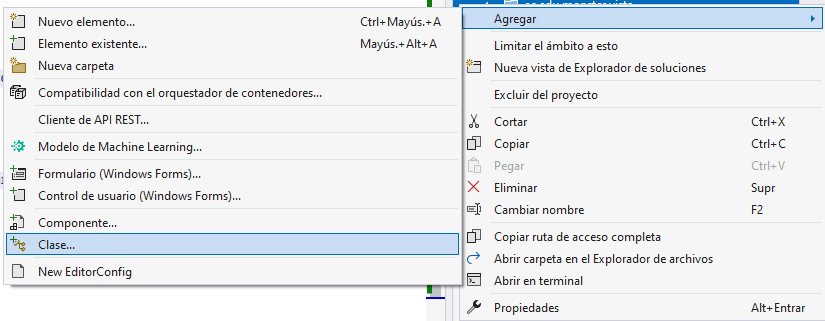 Nuevo elemento... Ctrl+Mayús.+A
Elemento existente... Mayús.+Alt+A
Nueva carpeta
Compatibilidad con el orquestador de contenedores...
Cliente de API REST...
Modelo de Machine Learning...
Formulario (Windows Forms)...
Control de usuario (Windows Forms)...
Componente...
Clase...
New EditorConfig
Agregar
Limitar el ámbito a esto
Nueva vista de Explorador de soluciones
Excluir del proyecto
Cortar Ctrl+X
Copiar Ctrl+C
Pegar Ctrl+V
Eliminar Supr
Cambiar nombre F2
Copiar ruta de acceso completa
Abrir carpeta en el Explorador de archivos
Abrir en terminal
Propiedades Alt+Entrar